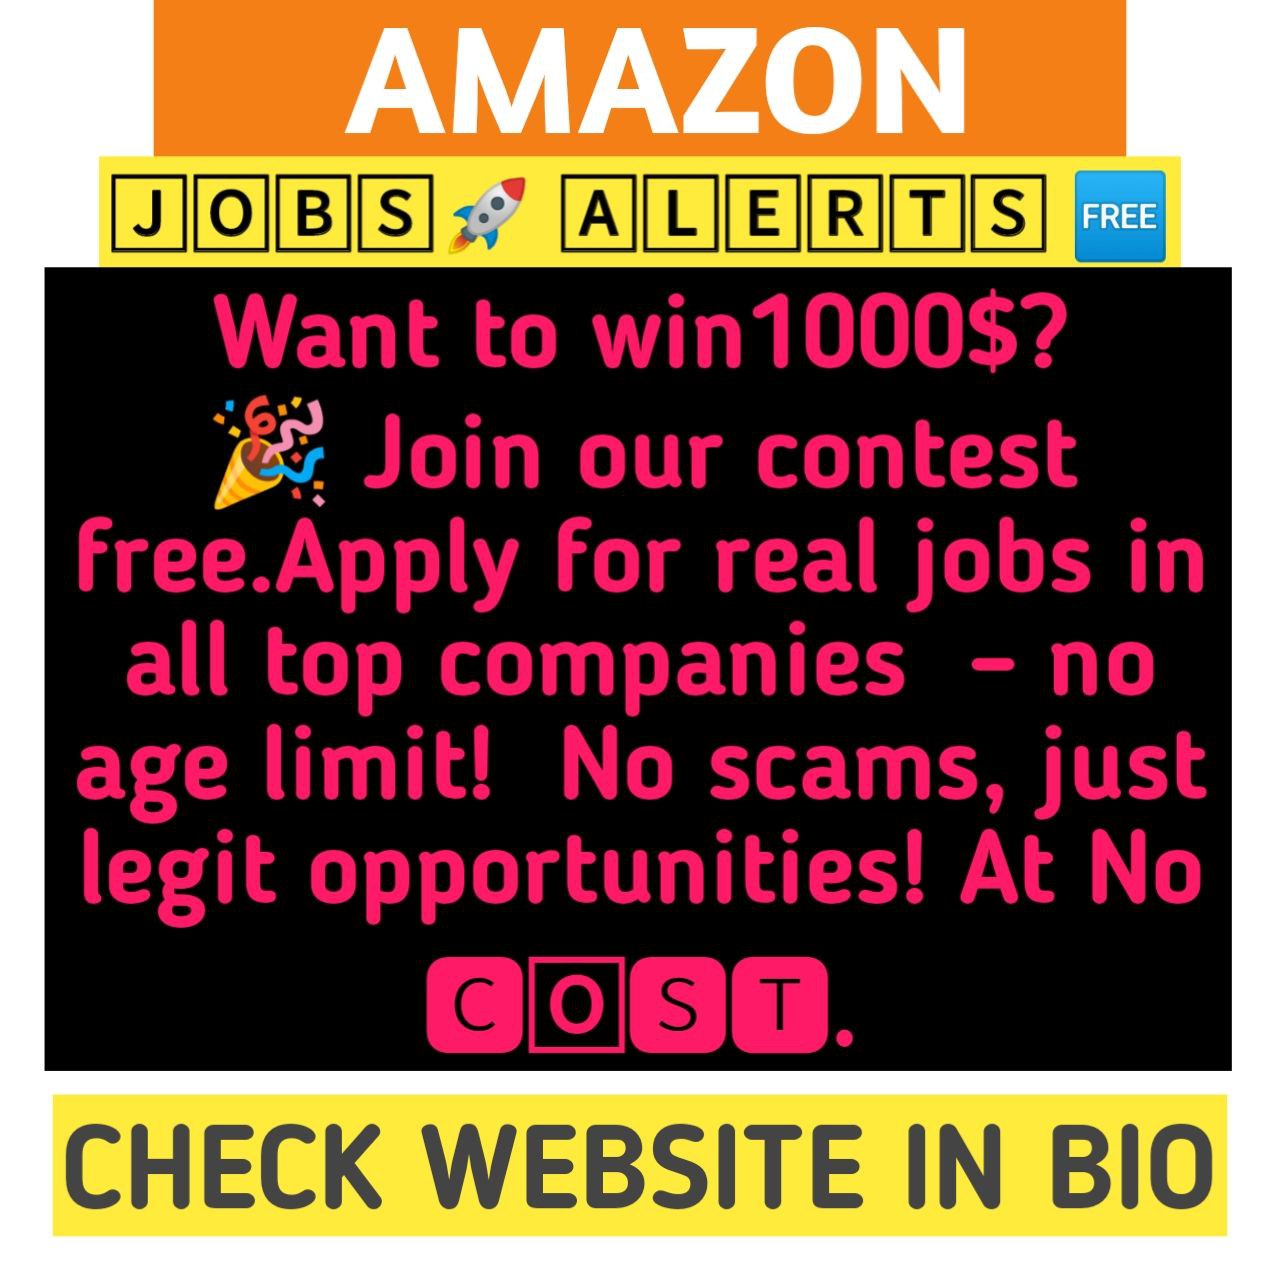 AMAZON
JOBS🚀 ALERTS FREE
Want to win1000$?
🎉 Join our contest
free.Apply for real jobs in
all top companies  - no
age limit!  No scams, just
legit opportunities! At No
COST.
CHECK WEBSITE IN BIO